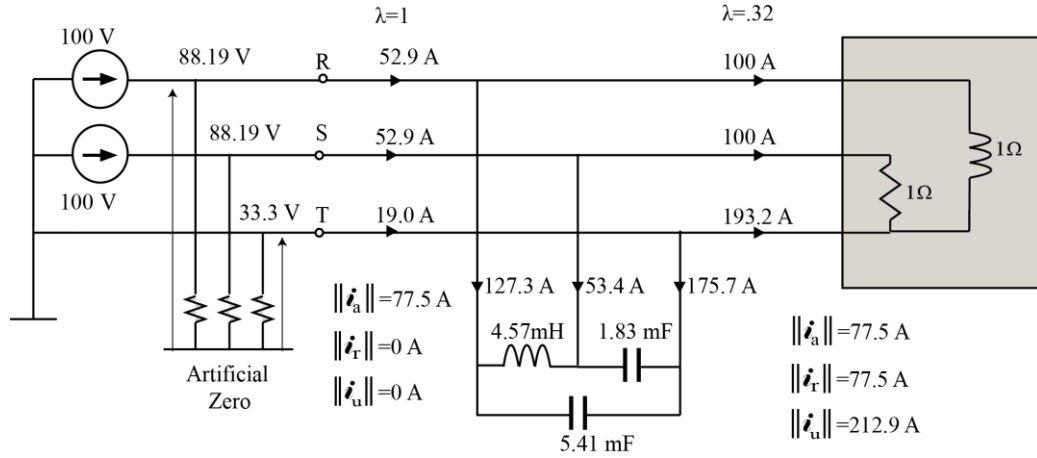 λ=1
λ=.32
100 V
88.19 V
R
52.9 A
100 A
88.19 V
S
52.9 A
100 A
1Ω
1Ω
100 V
33.3 V
T
19.0 A
193.2 A
127.3 A
53.4 A
175.7 A
‖i_a‖=77.5 A
‖i_r‖=0 A
‖i_u‖=0 A
4.57mH
1.83 mF
5.41 mF
Artificial
Zero
‖i_a‖=77.5 A
‖i_r‖=77.5 A
‖i_u‖=212.9 A